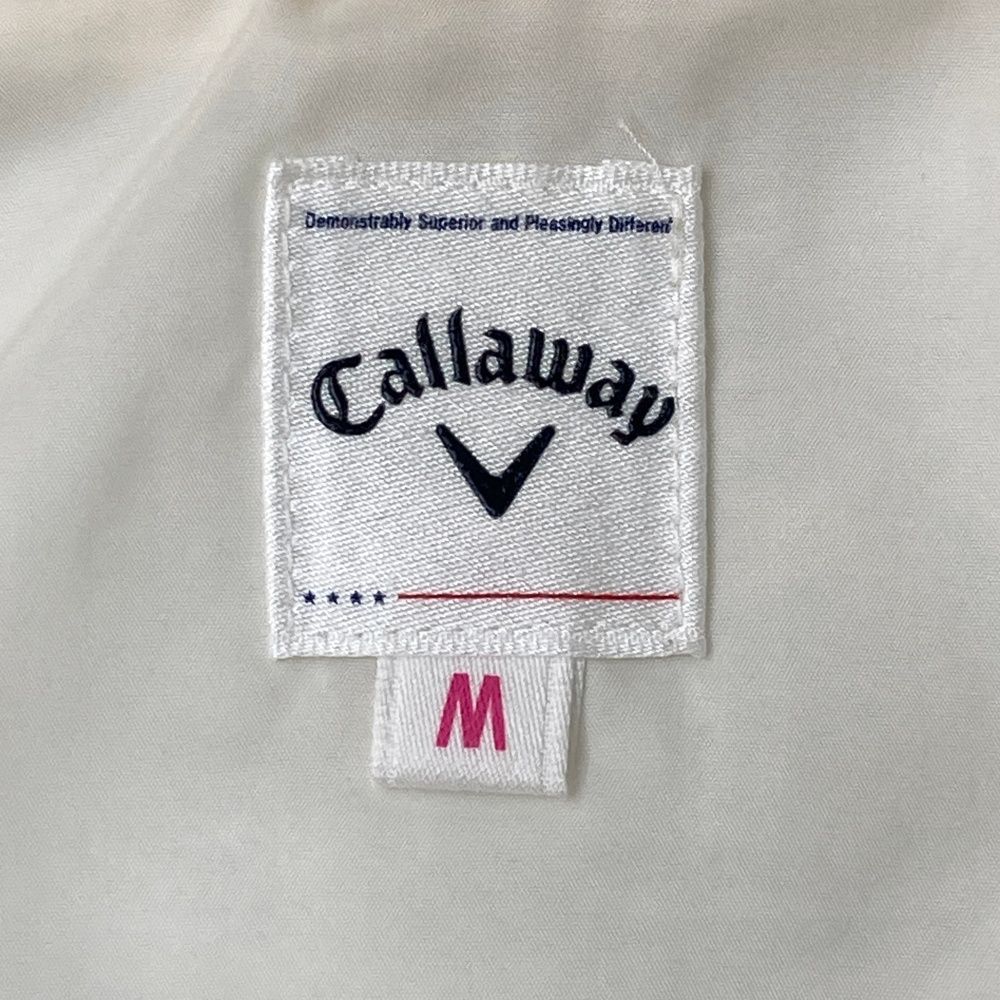 Demonstrably Superior and Pleasingly Different
Callaway
M